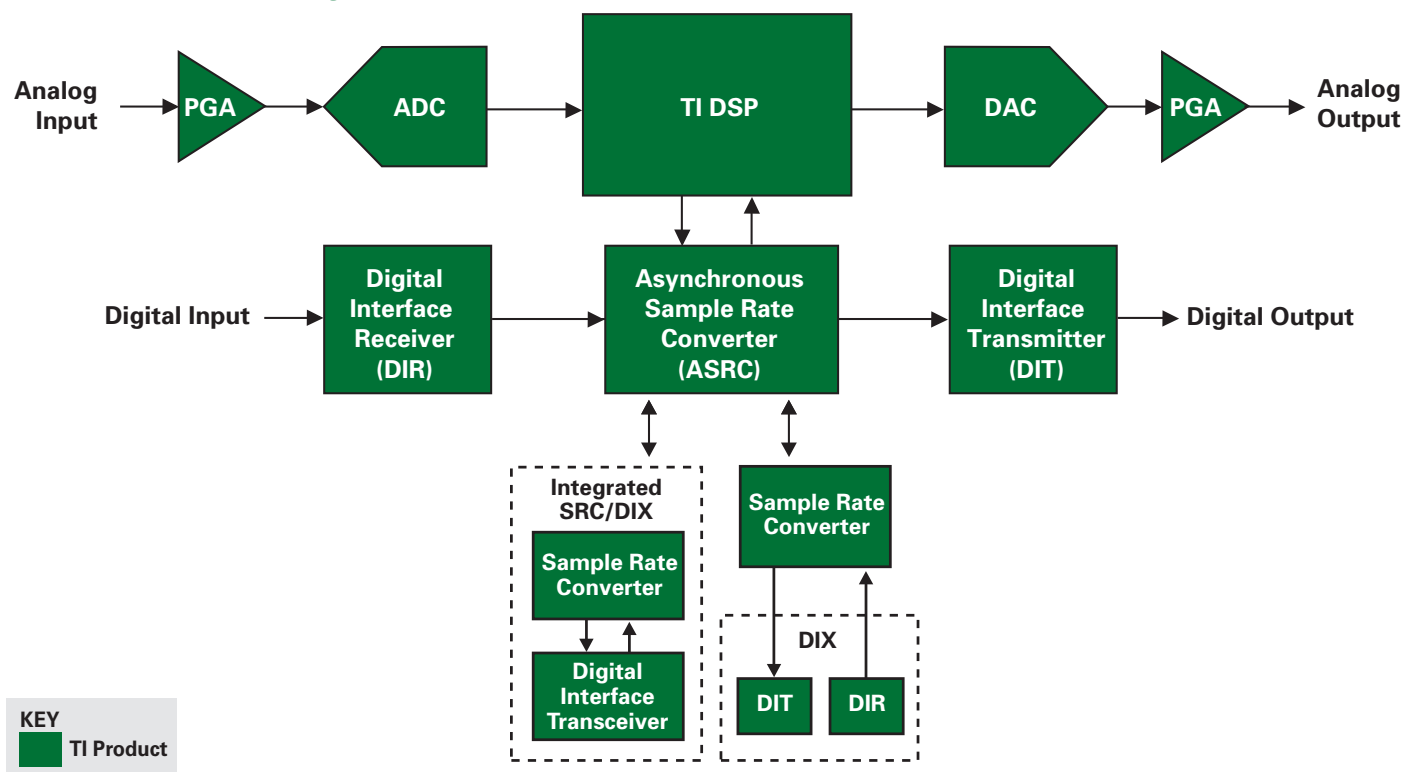 Analog
Input
PGA
ADC
TI DSP
DAC
PGA
Analog
Output
Digital Input
Digital
Interface
Receiver
(DIR)
Asynchronous
Sample Rate
Converter
(ASRC)
Digital
Interface
Transmitter
(DIT)
Digital Output
Integrated
SRC/DIX
Sample Rate
Converter
Digital
Interface
Transceiver
Sample Rate
Converter
DIX
DIT
DIR
KEY
TI Product